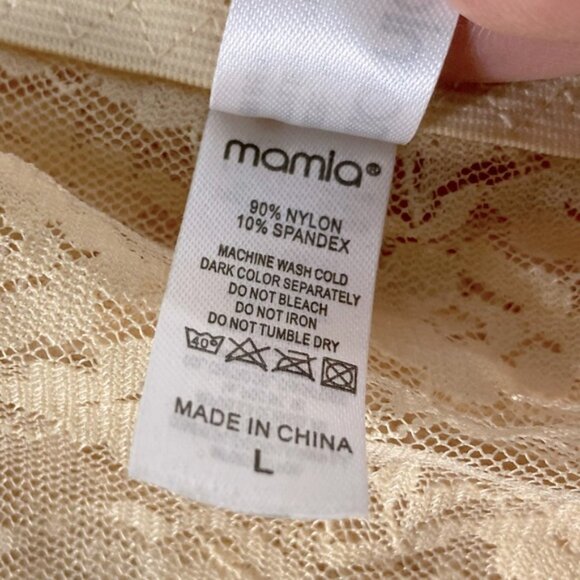 mamia®
90% NYLON
10% SPANDEX
MACHINE WASH COLD
DARK COLOR SEPARATELY
DO NOT BLEACH
DO NOT IRON
DO NOT TUMBLE DRY
40°
MADE IN CHINA
L